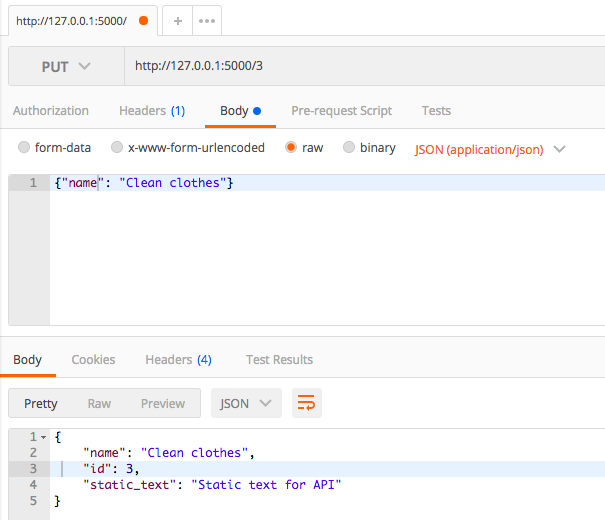 http://127.0.0.1:5000/ + •••
PUT http://127.0.0.1:5000/3
Authorization Headers (1) Body Pre-request Script Tests
form-data x-www-form-urlencoded raw binary JSON (application/json)
1 {"name": "Clean clothes"}
Body Cookies Headers (4) Test Results
Pretty Raw Preview JSON
1 {
2 "name": "Clean clothes",
3 "id": 3,
4 "static_text": "Static text for API"
5 }